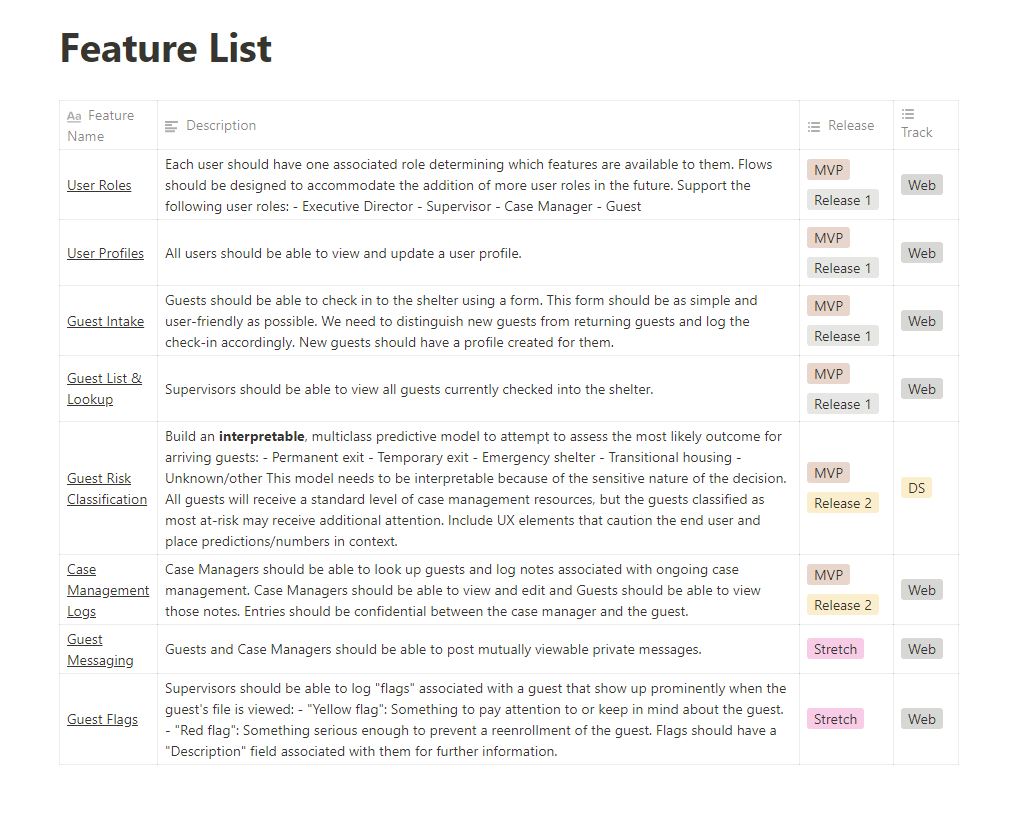 Feature List
Aa Feature
Name
Description
Release
Track
User Roles
Each user should have one associated role determining which features are available to them. Flows
should be designed to accommodate the addition of more user roles in the future. Support the
following user roles: - Executive Director - Supervisor - Case Manager - Guest
MVP
Release 1
Web
User Profiles
All users should be able to view and update a user profile.
MVP
Release 1
Web
Guest Intake
Guests should be able to check in to the shelter using a form. This form should be as simple and
user-friendly as possible. We need to distinguish new guests from returning guests and log the
check-in accordingly. New guests should have a profile created for them.
MVP
Release 1
Web
Guest List &
Lookup
Supervisors should be able to view all guests currently checked into the shelter.
MVP
Release 1
Web
Guest Risk
Classification
Build an interpretable, multiclass predictive model to attempt to assess the most likely outcome for
arriving guests: - Permanent exit - Temporary exit - Emergency shelter - Transitional housing -
Unknown/other This model needs to be interpretable because of the sensitive nature of the decision.
All guests will receive a standard level of case management resources, but the guests classified as
most at-risk may receive additional attention. Include UX elements that caution the end user and
place predictions/numbers in context.
MVP
Release 2
DS
Case
Management
Logs
Case Managers should be able to look up guests and log notes associated with ongoing case
management. Case Managers should be able to view and edit and Guests should be able to view
those notes. Entries should be confidential between the case manager and the guest.
MVP
Release 2
Web
Guest
Messaging
Guests and Case Managers should be able to post mutually viewable private messages.
Stretch
Web
Guest Flags
Supervisors should be able to log "flags" associated with a guest that show up prominently when the
guest's file is viewed: - "Yellow flag": Something to pay attention to or keep in mind about the guest.
- "Red flag": Something serious enough to prevent a reenrollment of the guest. Flags should have a
"Description" field associated with them for further information.
Stretch
Web